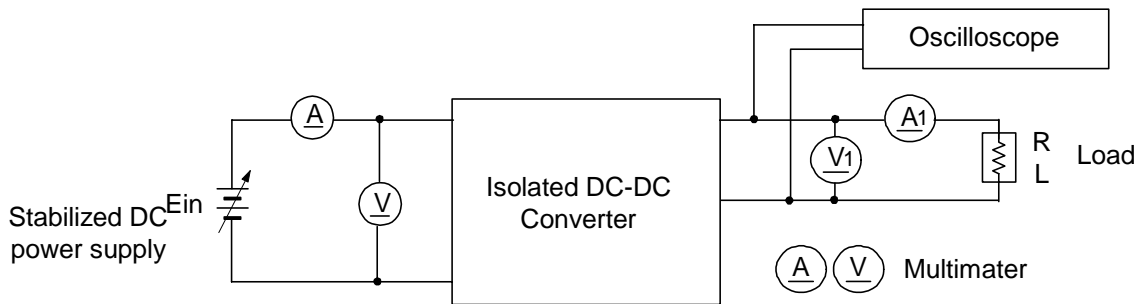 Oscilloscope
A
A1
V
V1
R
L
Load
Isolated DC-DC
Converter
Ein
Stabilized DC
power supply
A
V
Multimater